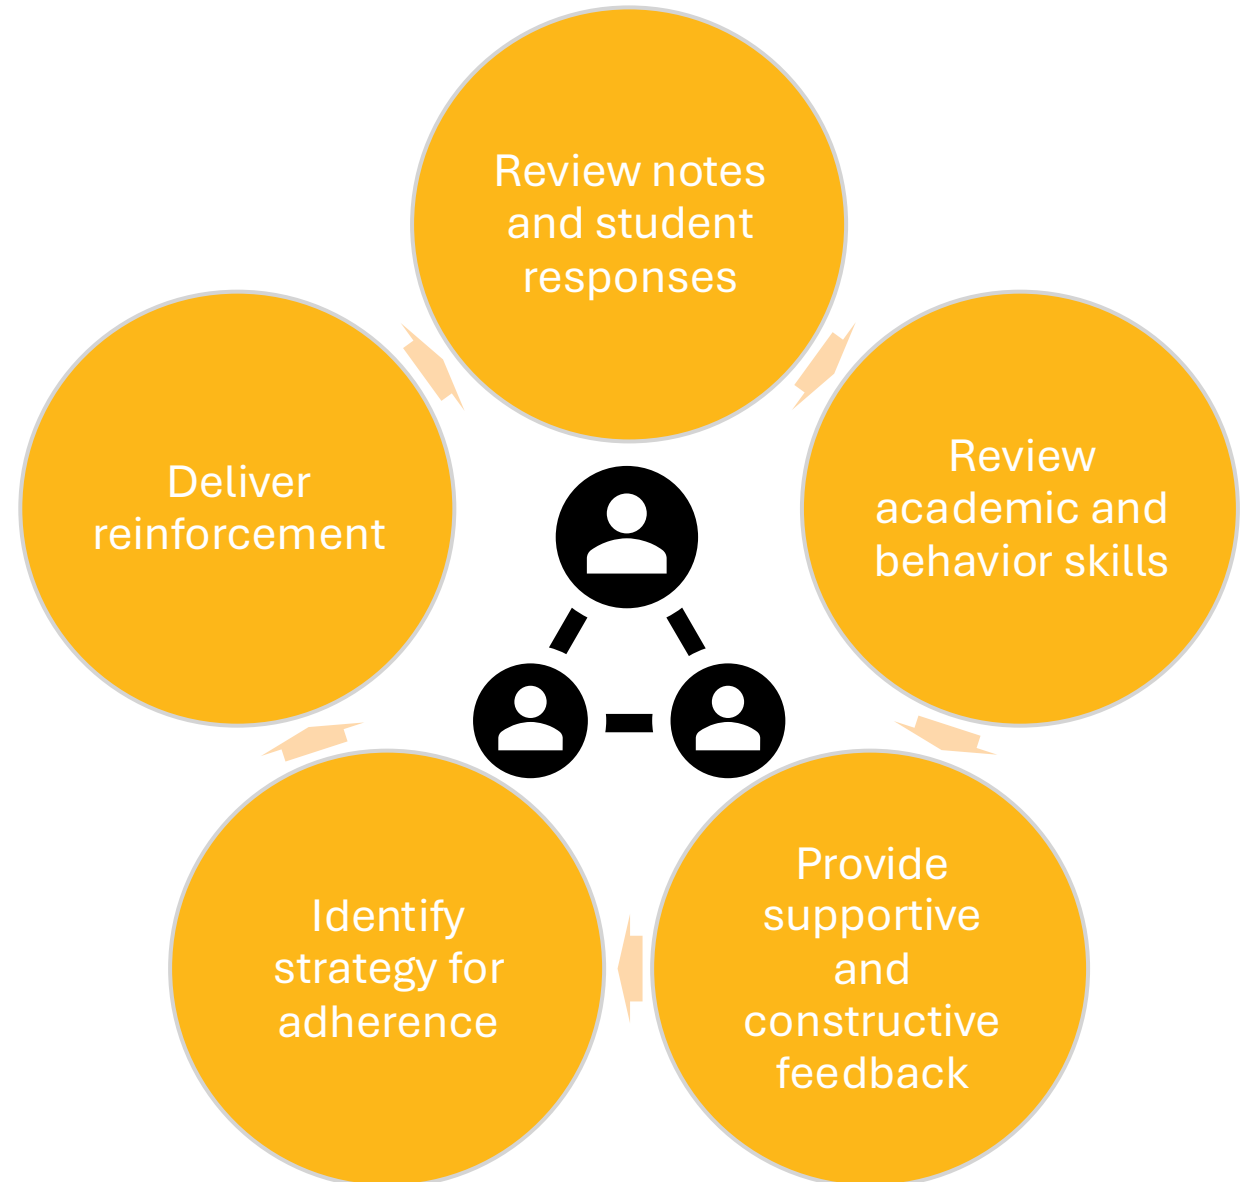 Review notes
and student
responses
Review
academic and
behavior skills
Provide
supportive
and
constructive
feedback
Identify
strategy for
adherence
Deliver
reinforcement